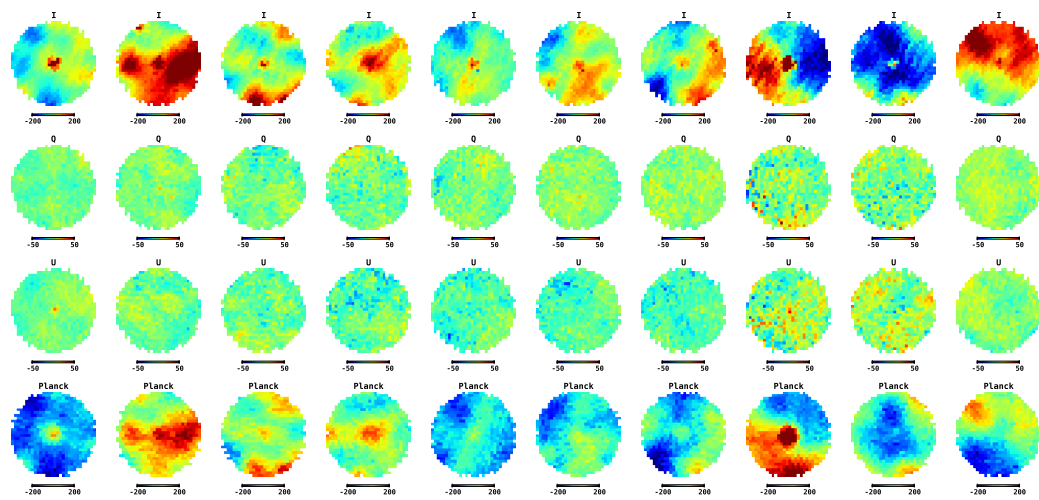 I I I I I I I I I I
-200 200 -200 200 -200 200 -200 200 -200 200 -200 200 -200 200 -200 200 -200 200 -200 200
Q Q Q Q Q Q Q Q Q Q
-50 50 -50 50 -50 50 -50 50 -50 50 -50 50 -50 50 -50 50 -50 50 -50 50
U U U U U U U U U U
-50 50 -50 50 -50 50 -50 50 -50 50 -50 50 -50 50 -50 50 -50 50 -50 50
Planck Planck Planck Planck Planck Planck Planck Planck Planck Planck
-200 200 -200 200 -200 200 -200 200 -200 200 -200 200 -200 200 -200 200 -200 200 -200 200